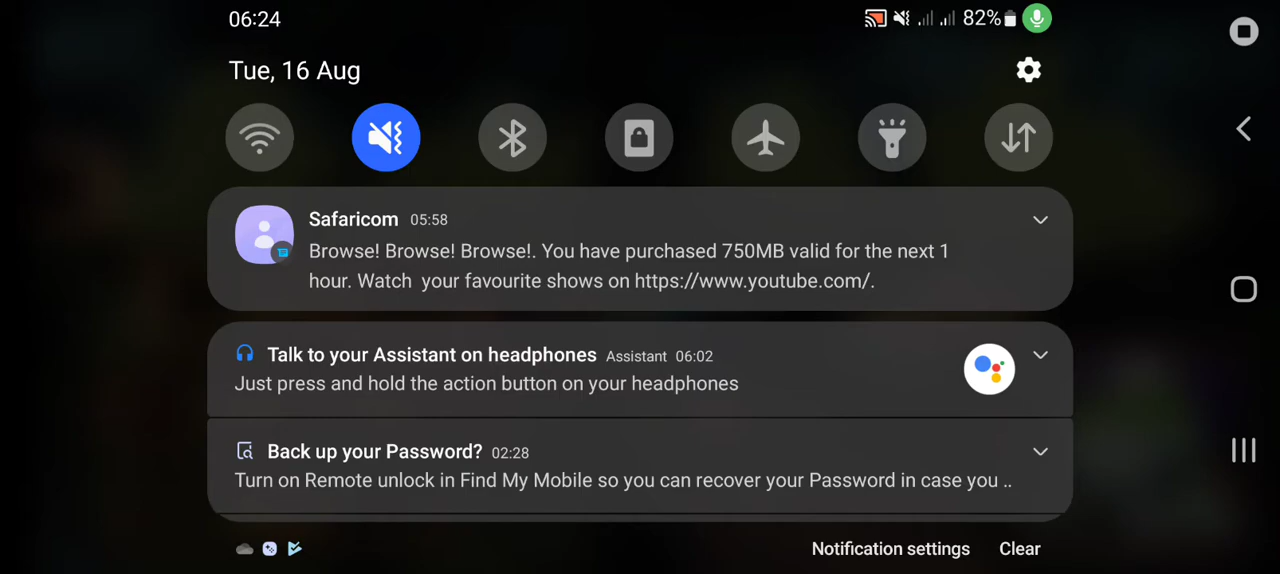 06:24
82%
Tue, 16 Aug
Safaricom 05:58
Browse! Browse! Browse!. You have purchased 750MB valid for the next 1
hour. Watch  your favourite shows on https://www.youtube.com/.
Talk to your Assistant on headphones Assistant 06:02
Just press and hold the action button on your headphones
Back up your Password? 02:28
Turn on Remote unlock in Find My Mobile so you can recover your Password in case you ..
Notification settings Clear